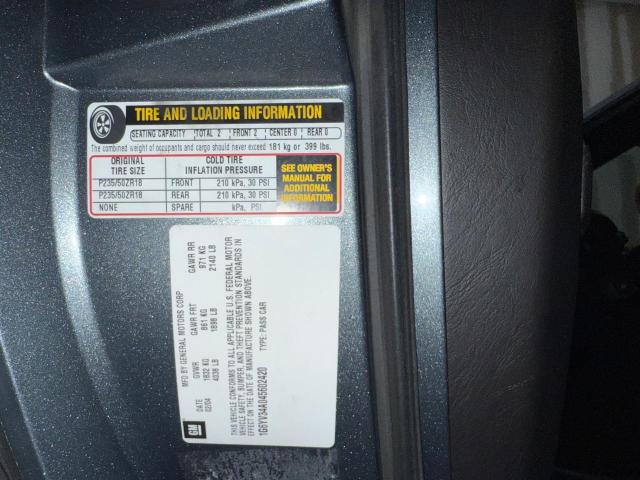 TIRE AND LOADING INFORMATION
SEATING CAPACITY TOTAL 2 FRONT 2 CENTER 0 REAR 0
The combined weight of occupants and cargo should never exceed 181 kg or 399 lbs.
ORIGINAL TIRE SIZE COLD TIRE INFLATION PRESSURE
P235/50ZR18 FRONT 210 kPa, 30 PSI
P235/50ZR18 REAR 210 kPa, 30 PSI
NONE SPARE kPa, PSI
SEE OWNER'S
MANUAL FOR
ADDITIONAL
INFORMATION
MFD BY GENERAL MOTORS CORP
DATE GVWR GAWR FRT GAWR RR
02/04 1832 KG 861 KG 971 KG
4038 LB 1898 LB 2140 LB
THIS VEHICLE CONFORMS TO ALL APPLICABLE U.S. FEDERAL MOTOR
VEHICLE SAFETY, BUMPER, AND THEFT PREVENTION STANDARDS IN
EFFECT ON THE DATE OF MANUFACTURE SHOWN ABOVE.
1G6YV34A045602420 TYPE: PASS CAR
GM